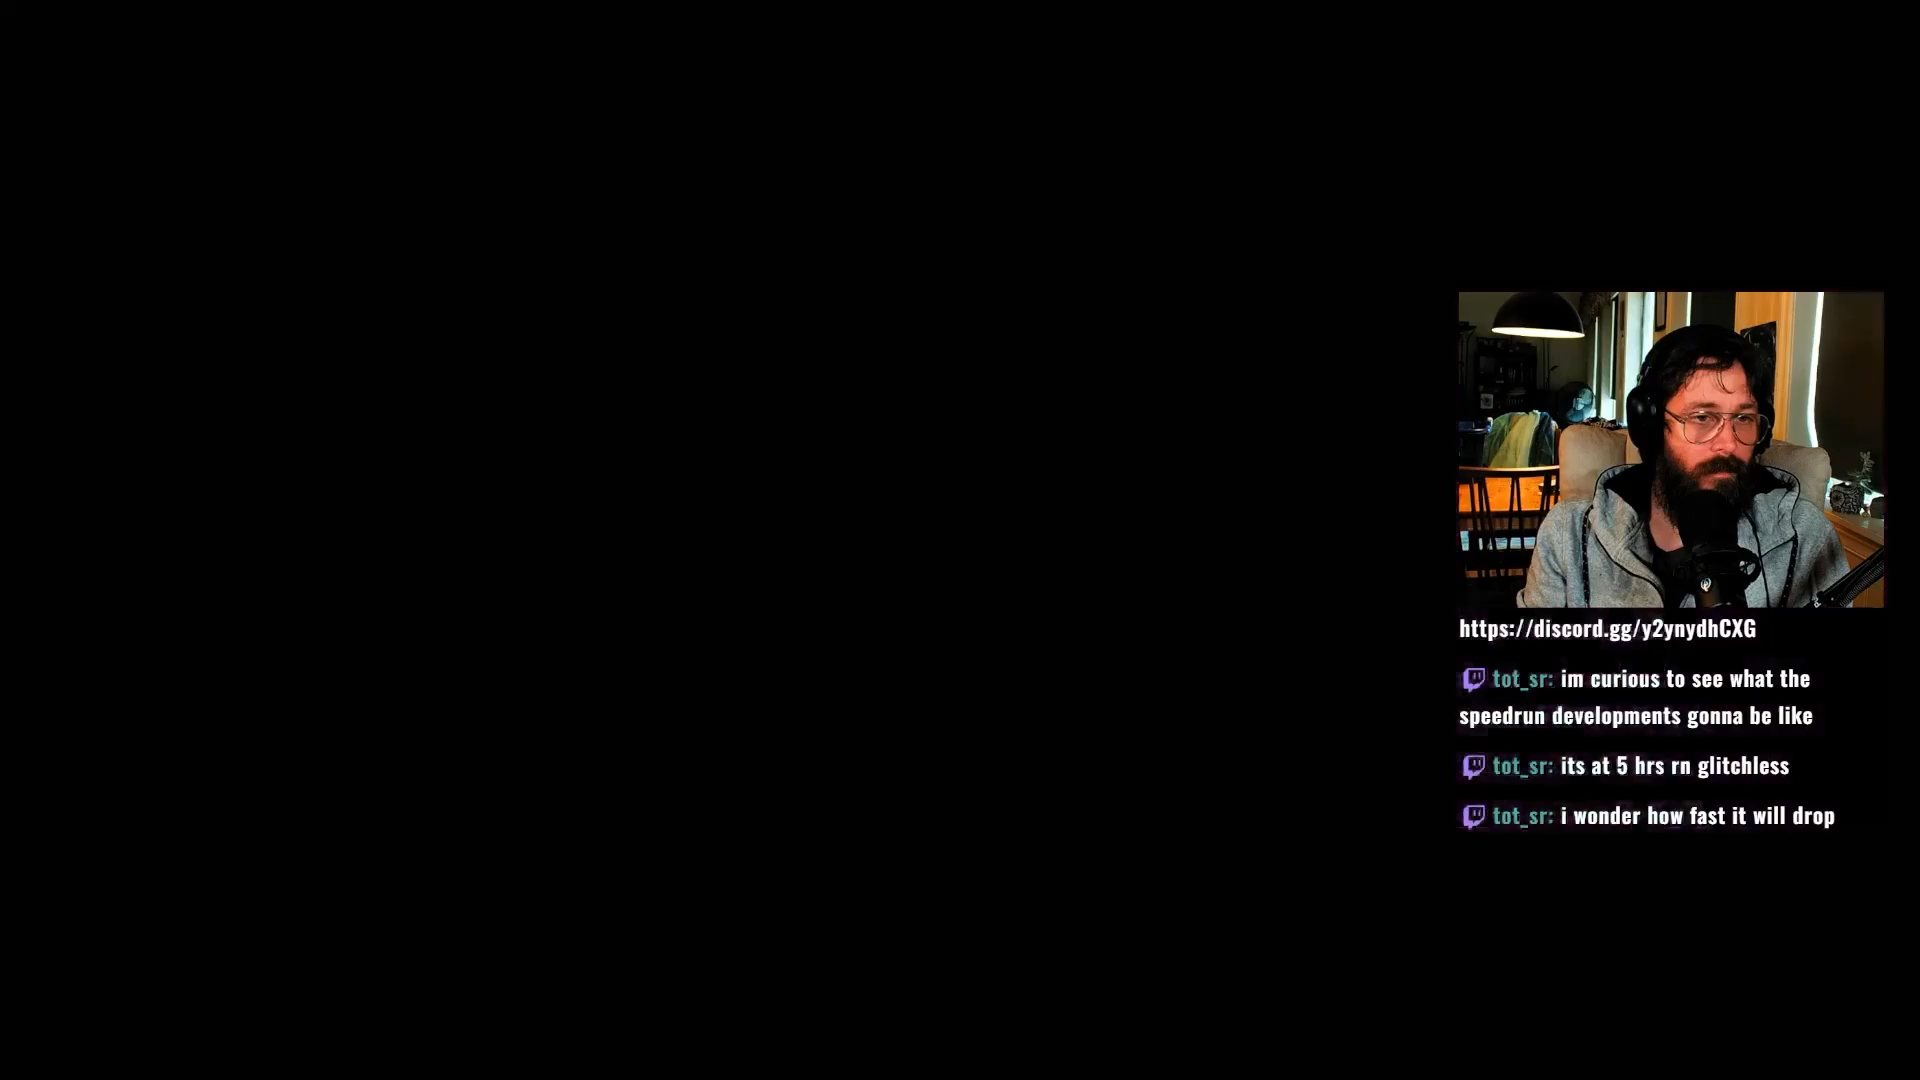 https://discord.gg/y2ynydhCXG
tot_sr: im curious to see what the
speedrun developments gonna be like
tot_sr: its at 5 hrs rn glitchless
tot_sr: i wonder how fast it will drop